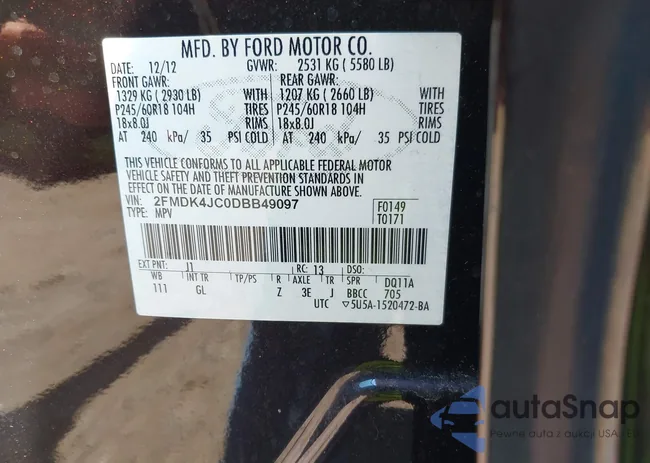 MFD. BY FORD MOTOR CO.
DATE: 12/12 GVWR: 2531 KG ( 5580 LB)
FRONT GAWR: REAR GAWR:
1329 KG ( 2930 LB) WITH 1207 KG ( 2660 LB) WITH
P245/60R18 104H TIRES P245/60R18 104H TIRES
18x8.0J RIMS 18x8.0J RIMS
AT 240 kPa/ 35 PSI COLD AT 240 kPa/ 35 PSI COLD
THIS VEHICLE CONFORMS TO ALL APPLICABLE FEDERAL MOTOR
VEHICLE SAFETY AND THEFT PREVENTION STANDARDS IN
EFFECT ON THE DATE OF MANUFACTURE SHOWN ABOVE.
VIN: 2FMDK4JC0DBB49097 F0149
TYPE: MPV T0171
EXT PNT: J1 RC: 13 DSO:
WB INT TR TP/PS R AXLE TR SPR DQ11A
111 GL Z 3E J BBCC 705
UTC ▽5U5A-1520472-BA
autaSnap
Pewne auta z aukcji USA i EU